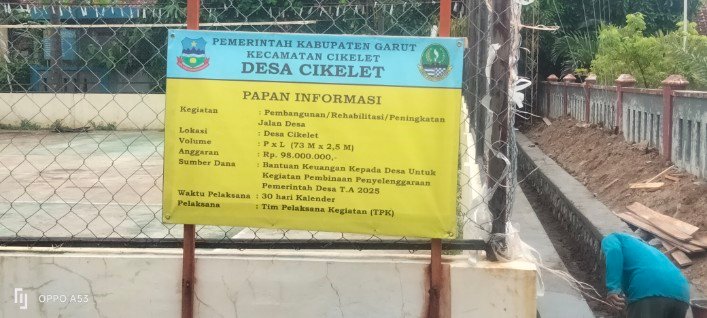 PEMERINTAH KABUPATEN GARUT
KECAMATAN CIKELET
DESA CIKELET
PAPAN INFORMASI
Kegiatan : Pembangunan/Rehabilitasi/Peningkatan
Jalan Desa
Lokasi : Desa Cikelet
Volume : P x L (73 M x 2,5 M)
Anggaran : Rp. 98.000.000,-
Sumber Dana : Bantuan Keuangan Kepada Desa Untuk
Kegiatan Pembinaan Penyelenggaraan
Pemerintah Desa T.A 2025
Waktu Pelaksana : 30 hari Kalender
Pelaksana : Tim Pelaksana Kegiatan (TPK)
OPPO A53